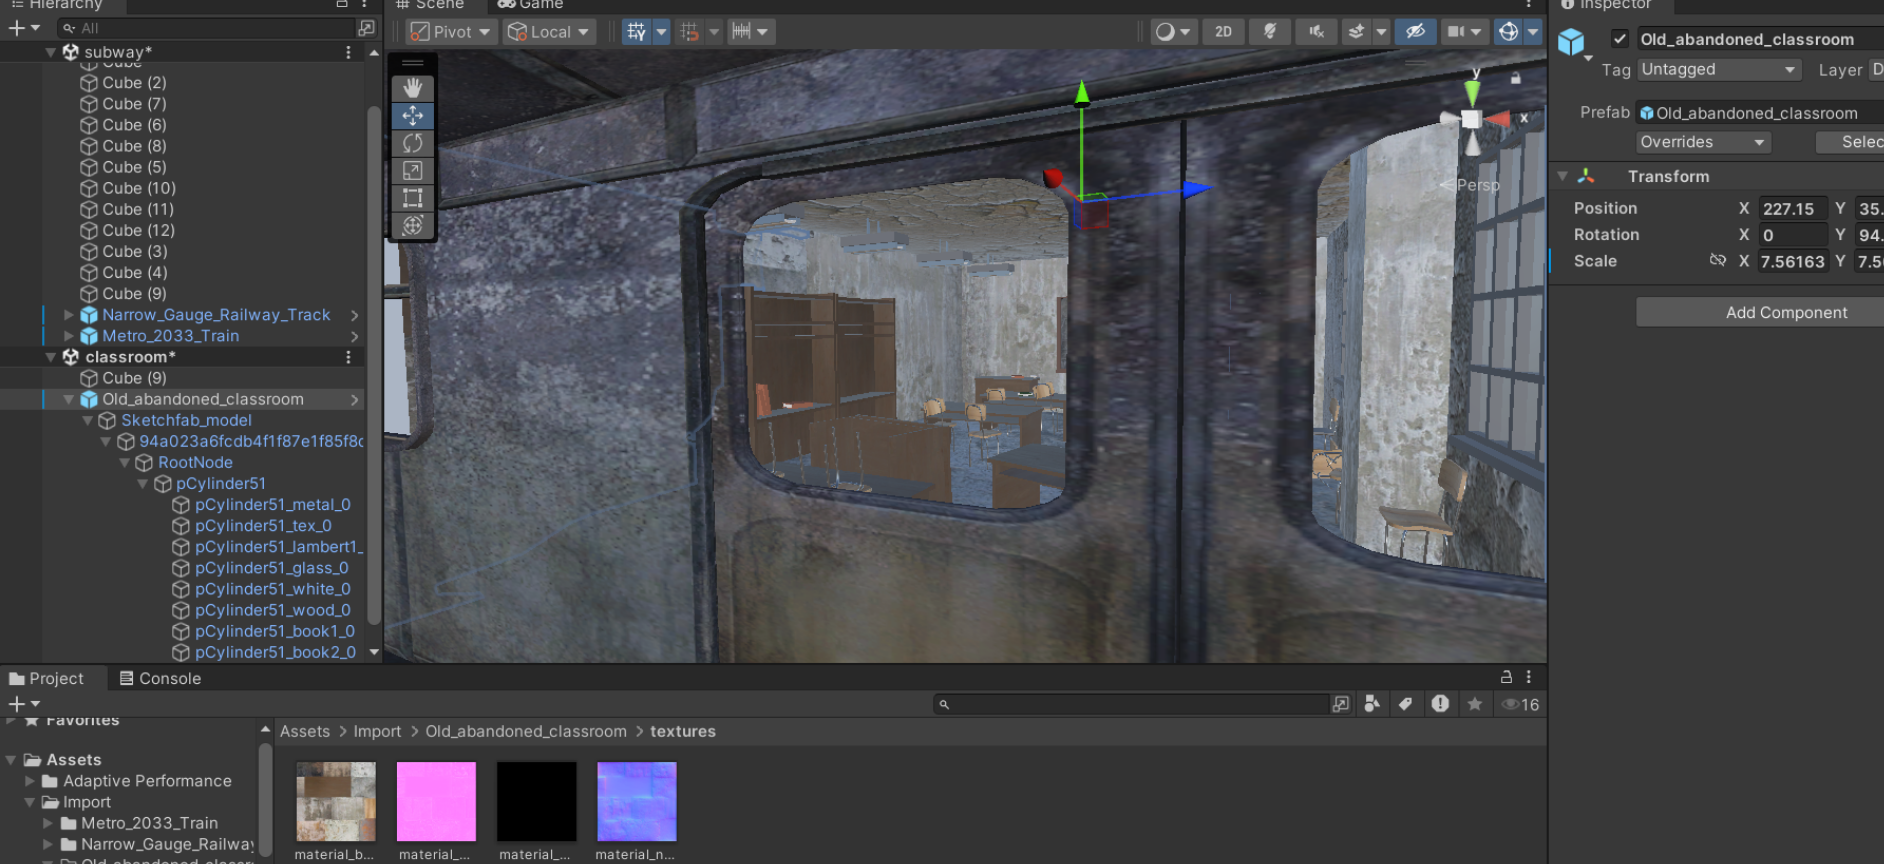 Hierarchy
Scene
Game
Inspector
All
Pivot
Local
2D
subway*
Cube
Cube (2)
Cube (7)
Cube (6)
Cube (8)
Cube (5)
Cube (10)
Cube (11)
Cube (12)
Cube (3)
Cube (4)
Cube (9)
Narrow_Gauge_Railway_Track
Metro_2033_Train
classroom*
Cube (9)
Old_abandoned_classroom
Sketchfab_model
94a023a6fcdb4f1f87e1f85f8c
RootNode
pCylinder51
pCylinder51_metal_0
pCylinder51_tex_0
pCylinder51_lambert1_
pCylinder51_glass_0
pCylinder51_white_0
pCylinder51_wood_0
pCylinder51_book1_0
pCylinder51_book2_0
y
x
Persp
Old_abandoned_classroom
Tag Untagged Layer D
Prefab Old_abandoned_classroom
Overrides Selec
Transform
Position X 227.15 Y 35.
Rotation X 0 Y 94.
Scale X 7.56163 Y 7.5
Add Component
Project
Console
16
Favorites
Assets
Adaptive Performance
Import
Metro_2033_Train
Narrow_Gauge_Railway
Old_abandoned_classr
Assets > Import > Old_abandoned_classroom > textures
material_b...
material_...
material_...
material_n...